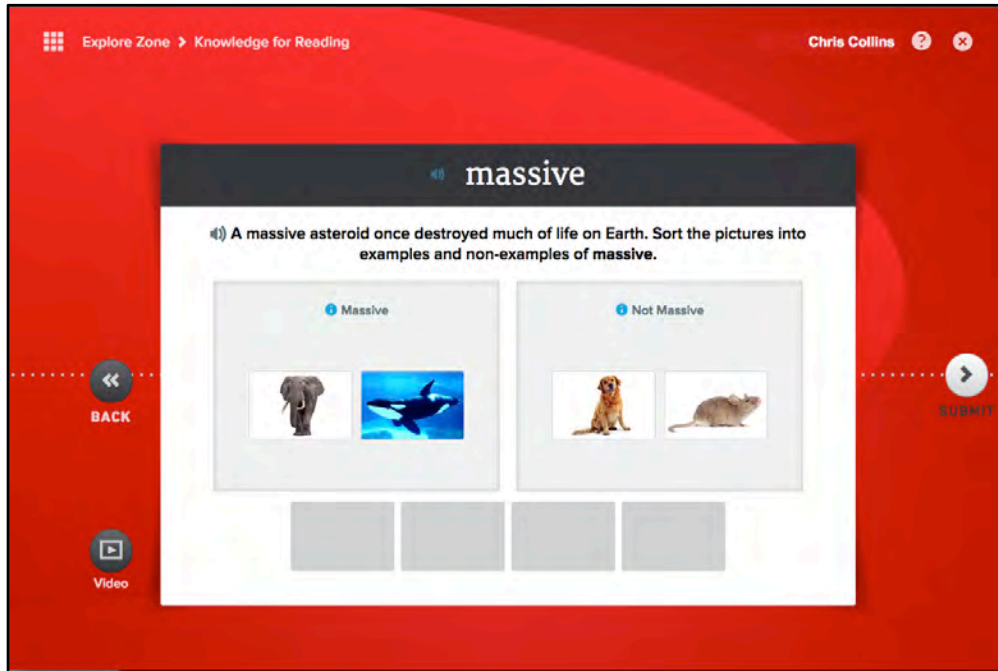 Explore Zone > Knowledge for Reading
Chris Collins
massive
A massive asteroid once destroyed much of life on Earth. Sort the pictures into
examples and non-examples of massive.
Massive
Not Massive
BACK
SUBMIT
Video